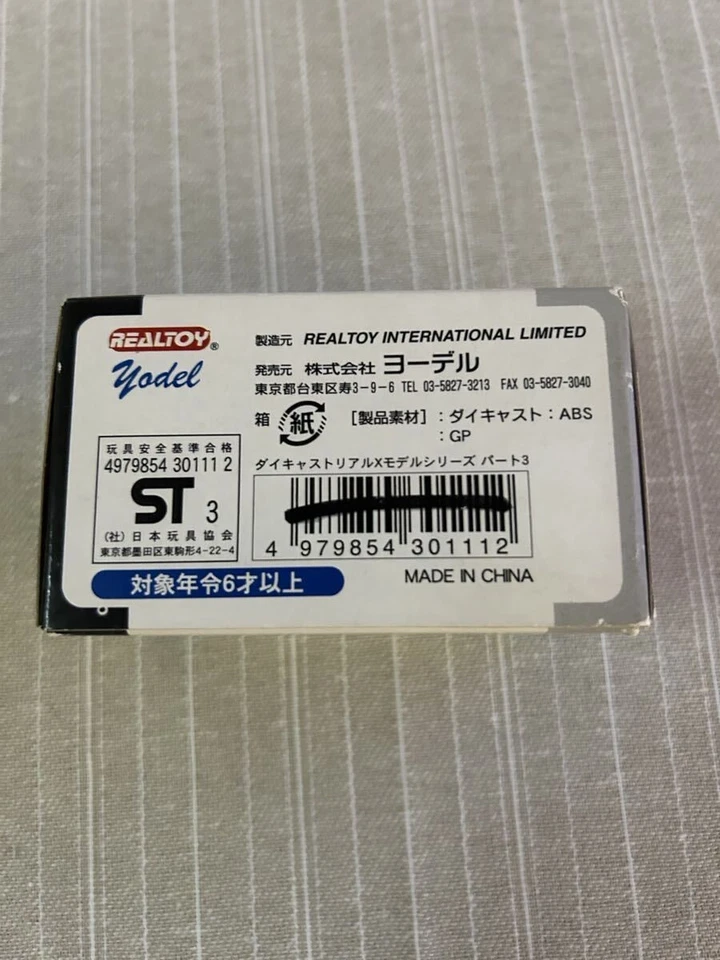 REALTOY®
yodel
製造元 REALTOY INTERNATIONAL LIMITED
発売元 株式会社 ヨーデル
東京都台東区寿3-9-6 TEL 03-5827-3213 FAX 03-5827-3040
箱 紙 [製品素材]:ダイキャスト:ABS
:GP
玩具安全基準合格
4979854 30111 2
ST 3
(社)日本玩具協会
東京都墨田区東駒形4-22-4
ダイキャストリアルXモデルシリーズ パート3
4 979854 301112
対象年令6才以上
MADE IN CHINA